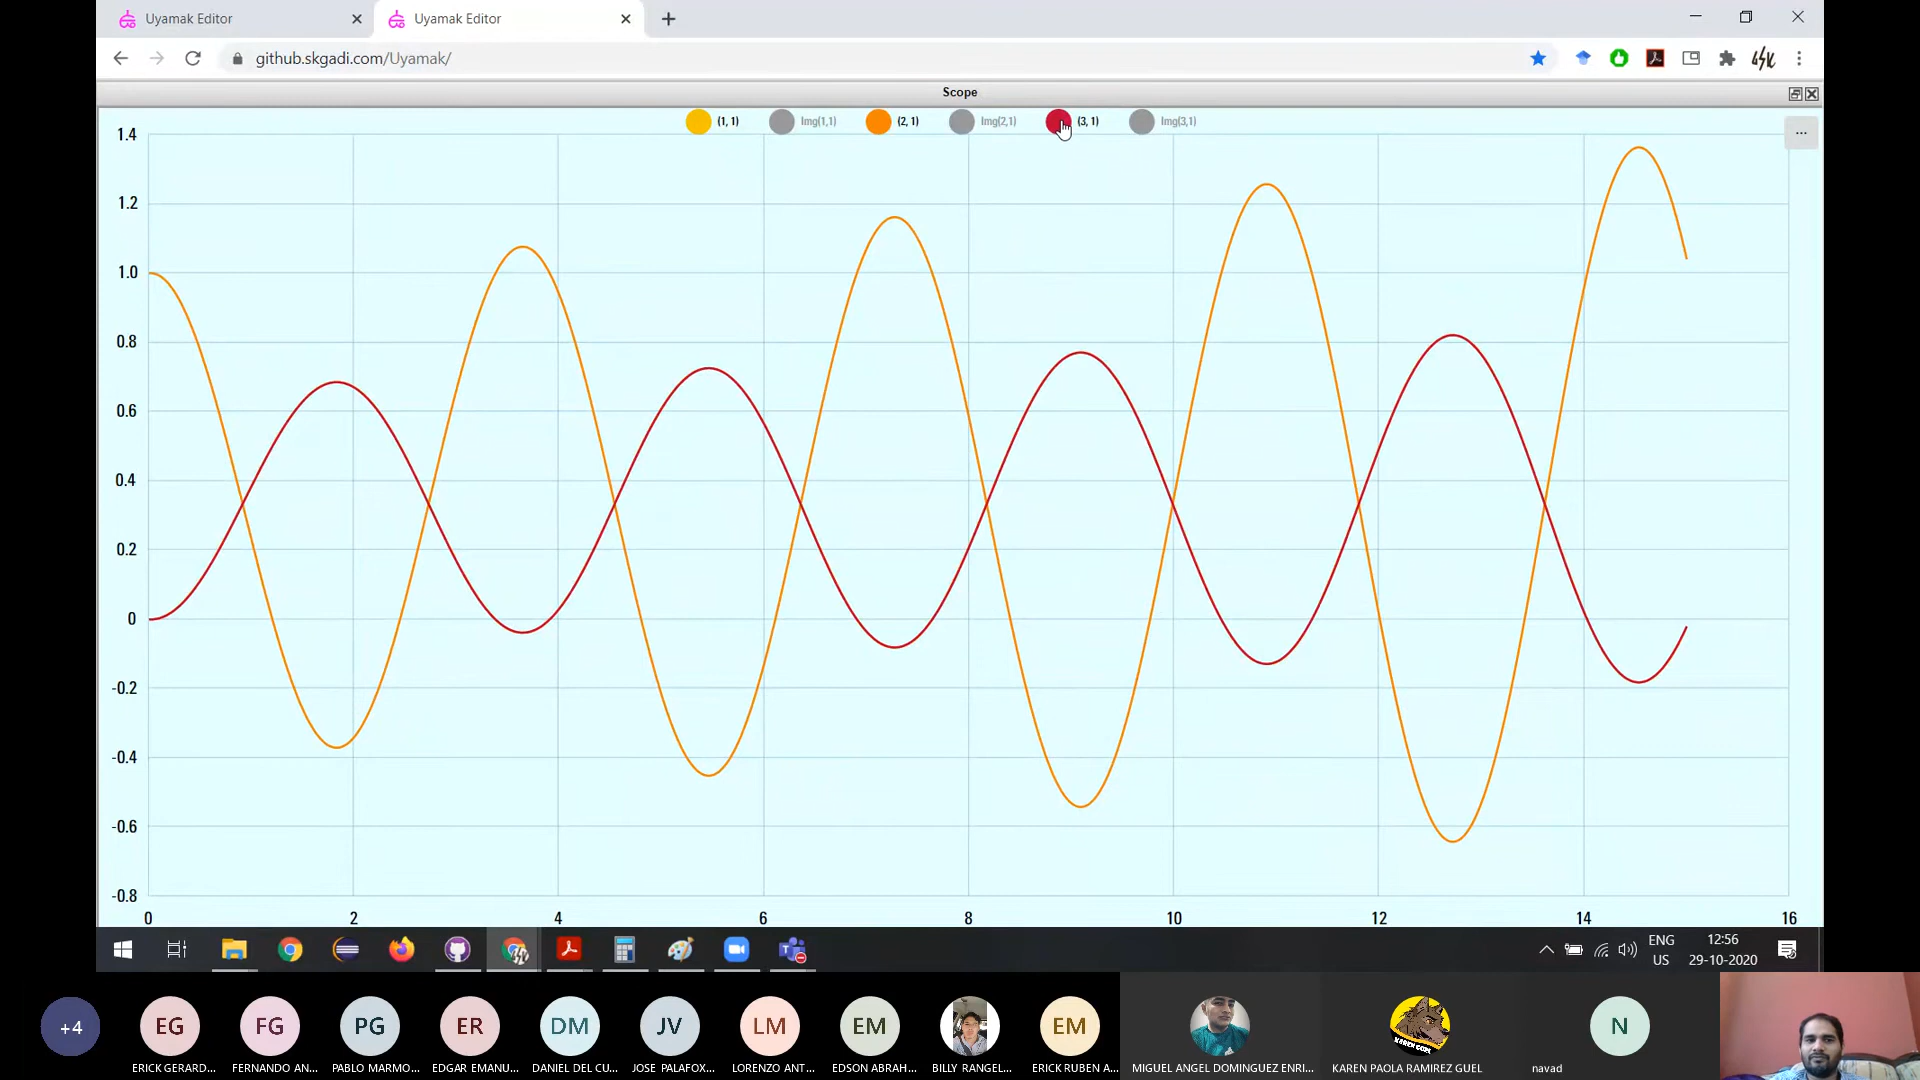 Uyamak Editor
Uyamak Editor
github.skgadi.com/Uyamak/
Scope
(1, 1) Img(1,1) (2, 1) Img(2,1) (3, 1) Img(3,1)
...
1.4
1.2
1.0
0.8
0.6
0.4
0.2
0
-0.2
-0.4
-0.6
-0.8
0 2 4 6 8 10 12 14 16
ENG
US
12:56
29-10-2020
+4 EG FG PG ER DM JV LM EM EM N
ERICK GERARD... FERNANDO AN... PABLO MARMO... EDGAR EMANU... DANIEL DEL CU... JOSE PALAFOX... LORENZO ANT... EDSON ABRAH... BILLY RANGEL... ERICK RUBEN A... MIGUEL ANGEL DOMINGUEZ ENRI... KAREN PAOLA RAMIREZ GUEL navad